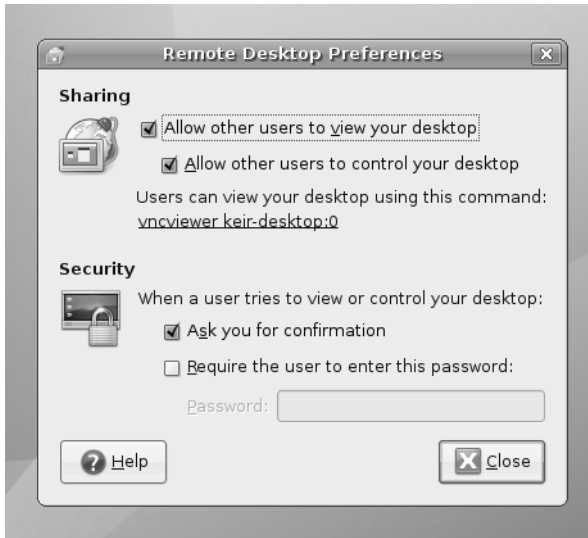 Remote Desktop Preferences
Sharing
Allow other users to view your desktop
Allow other users to control your desktop
Users can view your desktop using this command:
vncviewer keir-desktop:0
Security
When a user tries to view or control your desktop:
Ask you for confirmation
Require the user to enter this password:
Password:
Help
Close